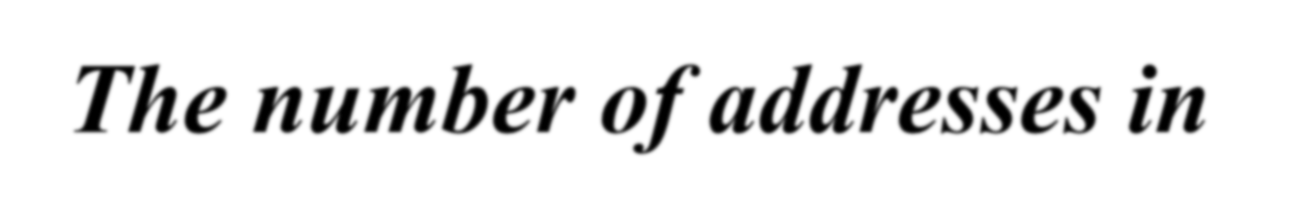 The number of addresses in